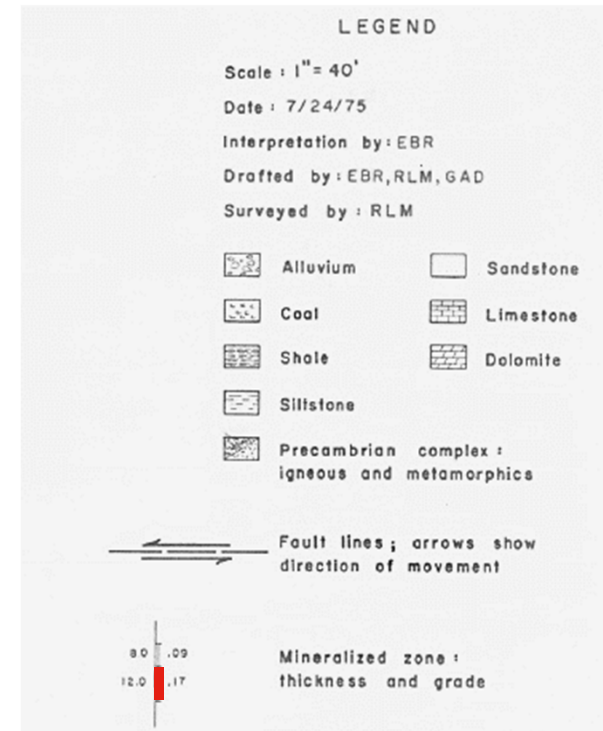 LEGEND
Scale : 1" = 40'
Date : 7/24/75
Interpretation by : EBR
Drafted by : EBR, RLM, GAD
Surveyed by : RLM
Alluvium
Sandstone
Coal
Limestone
Shale
Dolomite
Siltstone
Precambrian complex :
igneous and metamorphics
Fault lines ; arrows show
direction of movement
8.0 .09
12.0 .17
Mineralized zone :
thickness and grade